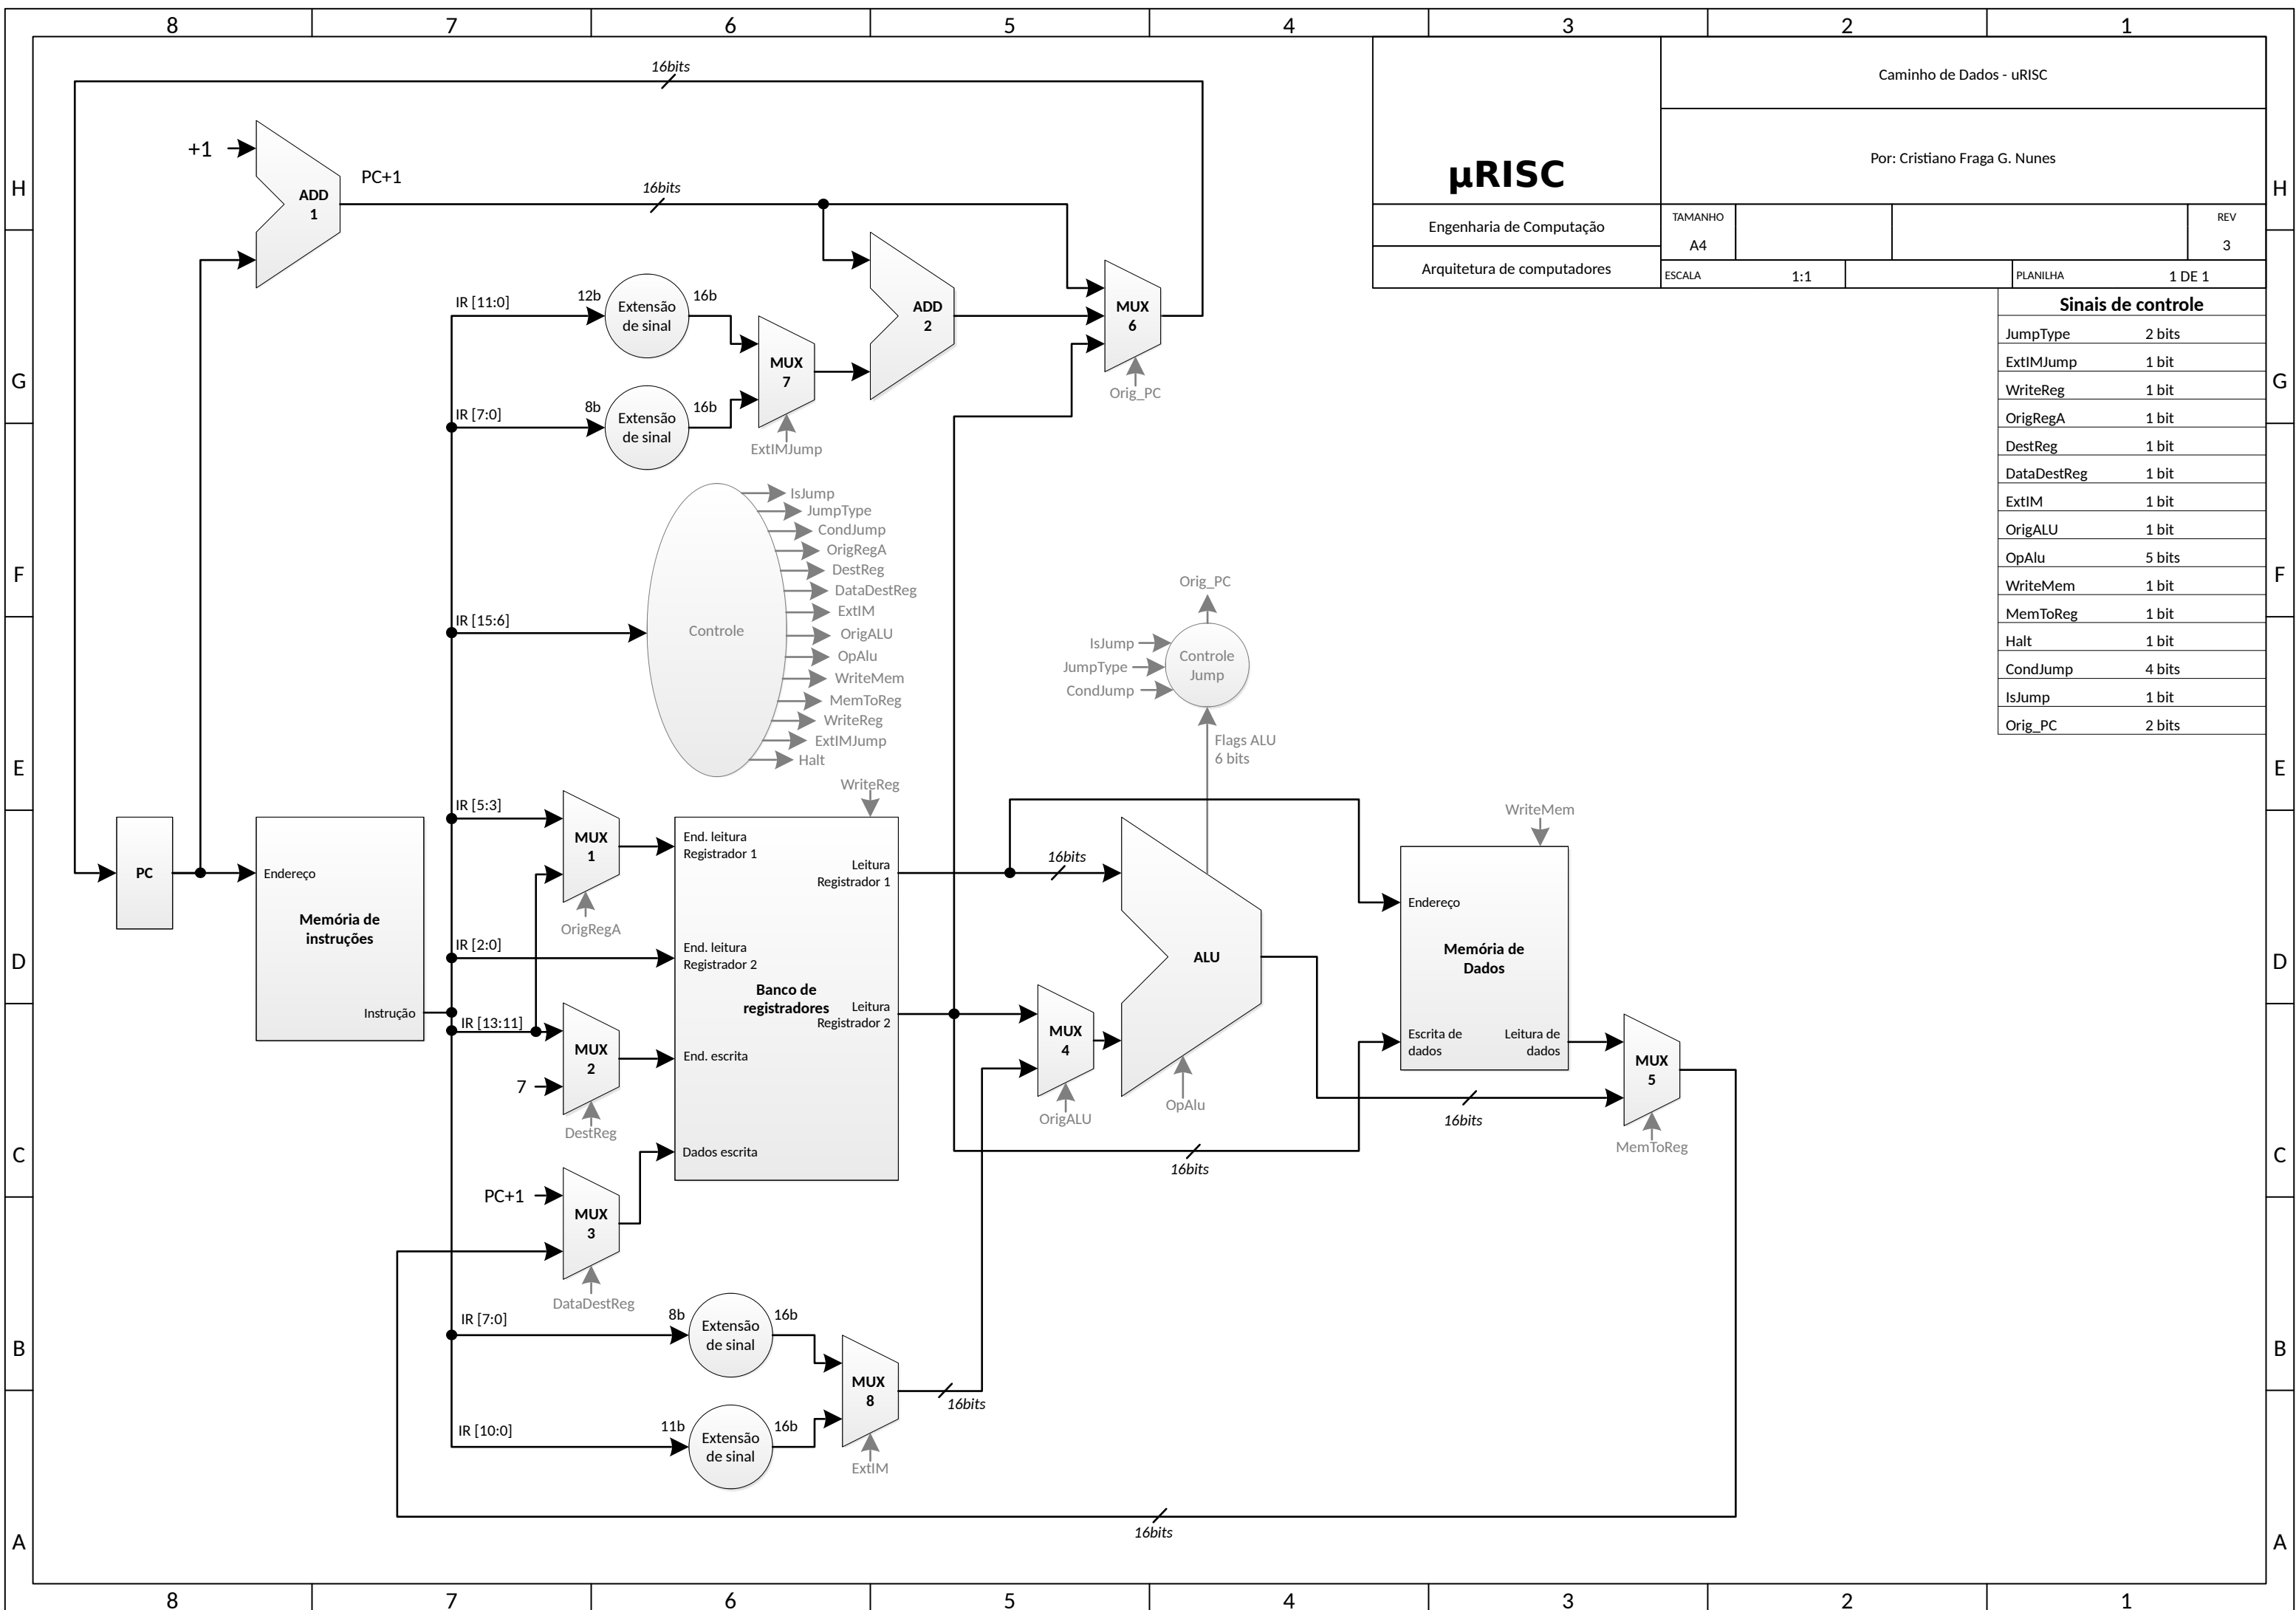 8 7 6 5 4 3 2 1
16bits
Caminho de Dados - uRISC
Por: Cristiano Fraga G. Nunes
µRISC
Engenharia de Computação
Arquitetura de computadores
TAMANHO
A4
REV
3
ESCALA 1:1
PLANILHA 1 DE 1
Sinais de controle
JumpType 2 bits
ExtIMJump 1 bit
WriteReg 1 bit
OrigRegA 1 bit
DestReg 1 bit
DataDestReg 1 bit
ExtIM 1 bit
OrigALU 1 bit
OpAlu 5 bits
WriteMem 1 bit
MemToReg 1 bit
Halt 1 bit
CondJump 4 bits
IsJump 1 bit
Orig_PC 2 bits
H
G
F
E
D
C
B
A
H
G
F
E
D
C
B
A
+1
ADD
1
PC+1
16bits
IR [11:0]
12b
Extensão
de sinal
16b
IR [7:0]
8b
Extensão
de sinal
16b
MUX
7
ExtIMJump
ADD
2
MUX
6
Orig_PC
IR [15:6]
Controle
IsJump
JumpType
CondJump
OrigRegA
DestReg
DataDestReg
ExtIM
OrigALU
OpAlu
WriteMem
MemToReg
WriteReg
ExtIMJump
Halt
Orig_PC
IsJump
JumpType
CondJump
Controle
Jump
Flags ALU
6 bits
PC
Endereço
Memória de
instruções
Instrução
IR [5:3]
MUX
1
OrigRegA
IR [2:0]
IR [13:11]
7
MUX
2
DestReg
PC+1
MUX
3
DataDestReg
WriteReg
End. leitura
Registrador 1
Leitura
Registrador 1
End. leitura
Registrador 2
Banco de
registradores
Leitura
Registrador 2
End. escrita
Dados escrita
16bits
MUX
4
OrigALU
ALU
OpAlu
16bits
WriteMem
Endereço
Memória de
Dados
Escrita de
dados
Leitura de
dados
16bits
MUX
5
MemToReg
IR [7:0]
8b
Extensão
de sinal
16b
IR [10:0]
11b
Extensão
de sinal
16b
MUX
8
ExtIM
16bits
16bits
8 7 6 5 4 3 2 1